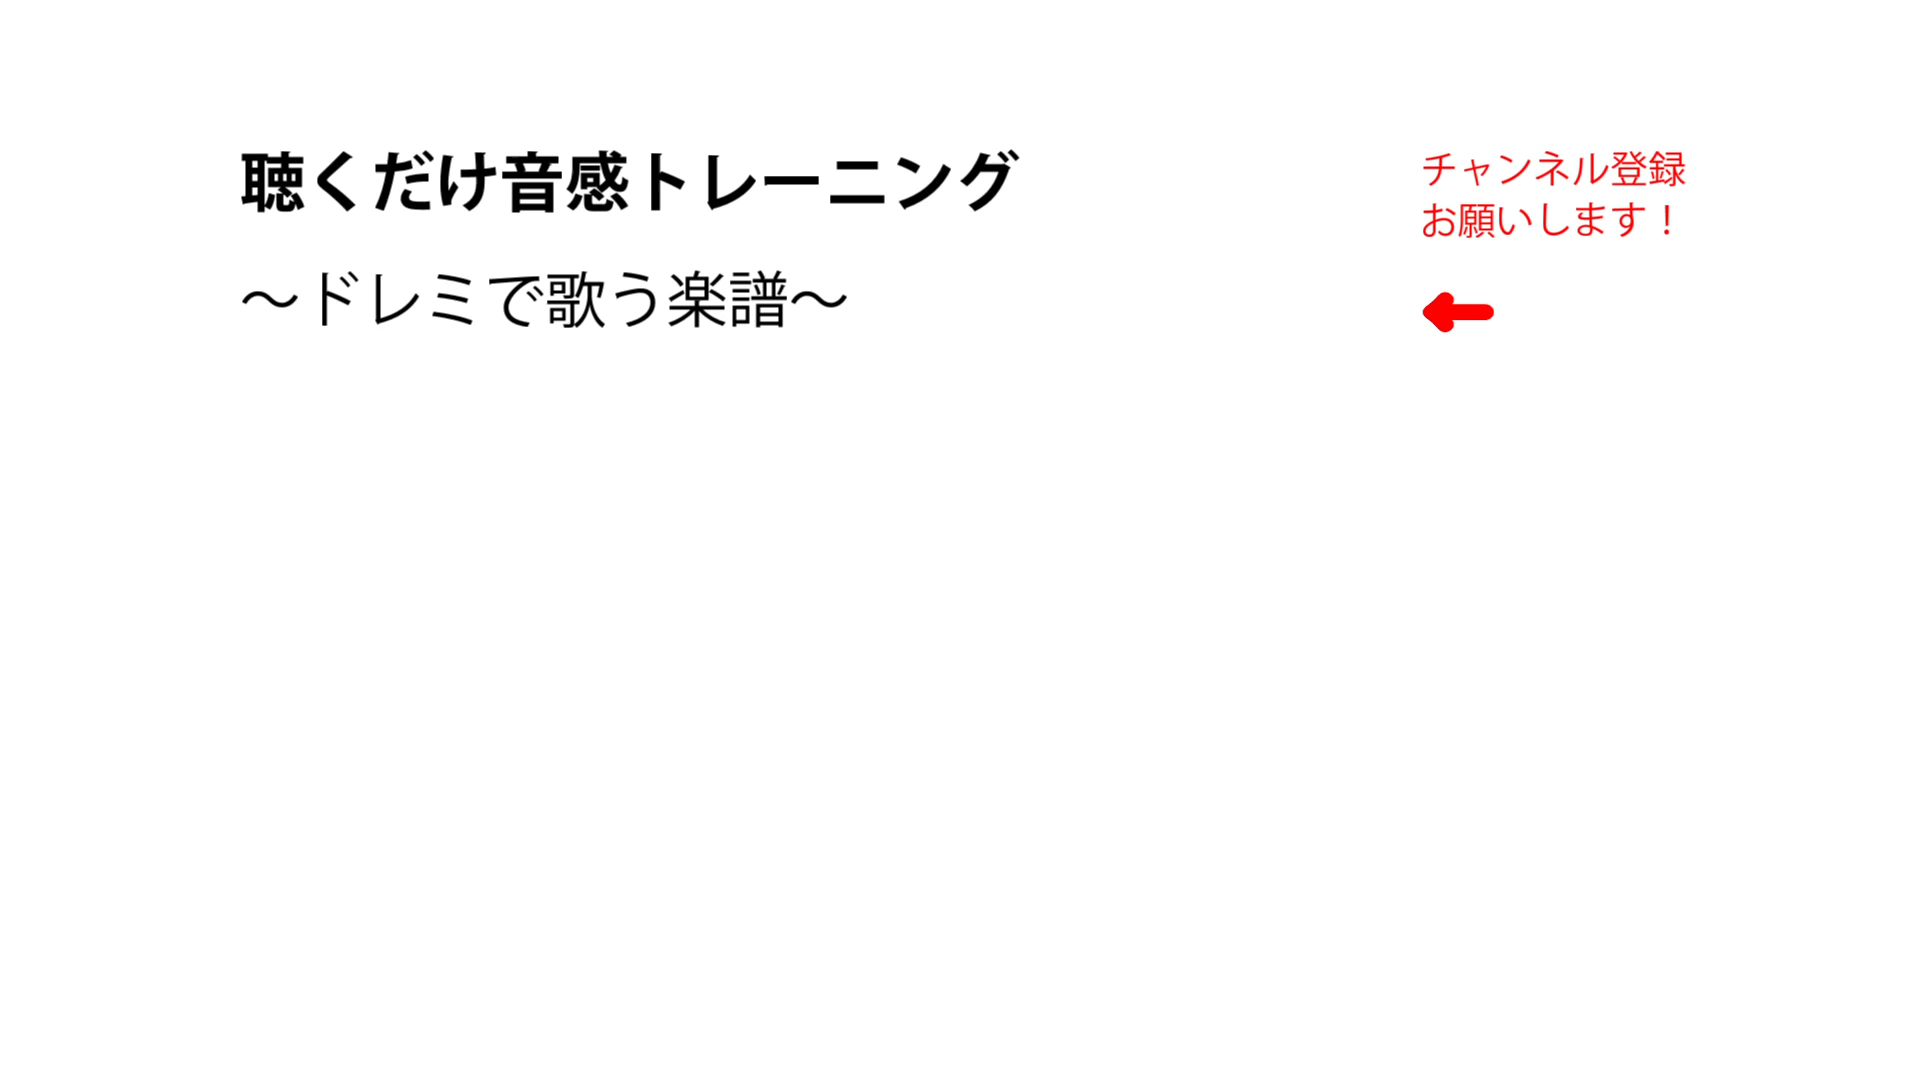 聴くだけ音感トレーニング
〜ドレミで歌う楽譜〜
チャンネル登録
お願いします！